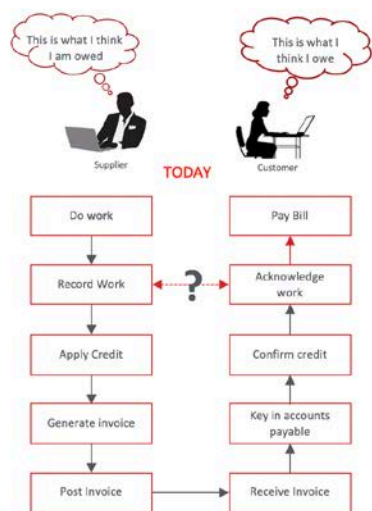 This is what I think
I am owed
This is what I
think I owe
Supplier
Customer
TODAY
Do work
Pay Bill
Record Work
?
Acknowledge
work
Apply Credit
Confirm credit
Generate invoice
Key in accounts
payable
Post Invoice
Receive Invoice